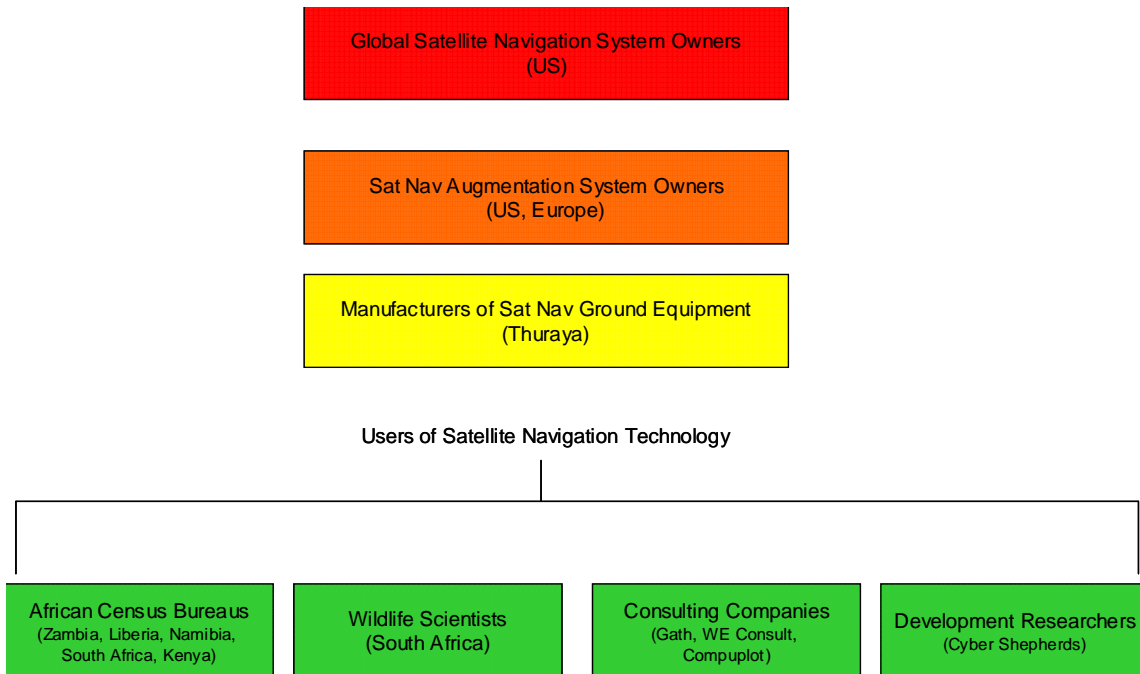 Global Satellite Navigation System Owners
(US)
Sat Nav Augmentation System Owners
(US, Europe)
Manufacturers of Sat Nav Ground Equipment
(Thuraya)
Users of Satellite Navigation Technology
African Census Bureaus
(Zambia, Liberia, Namibia,
South Africa, Kenya)
Wildlife Scientists
(South Africa)
Consulting Companies
(Gath, WE Consult,
Compuplot)
Development Researchers
(Cyber Shepherds)